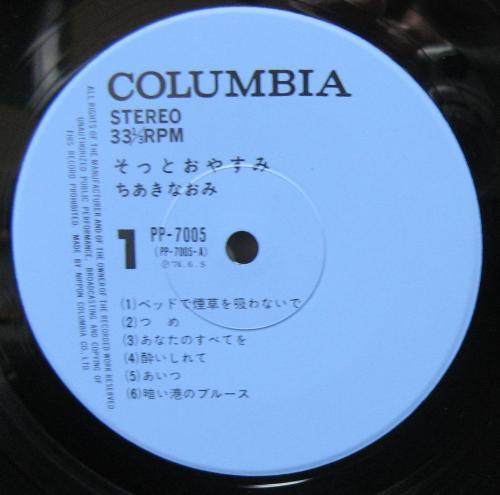 COLUMBIA
STEREO
33⅓RPM
そっとおやすみ
ちあきなおみ
1
PP-7005
(PP-7005-A)
Ⓟ'76.6.5
(1)ベッドで煙草を吸わないで
(2)つめ
(3)あなたのすべてを
(4)酔いしれて
(5)あいつ
(6)暗い港のブルース
ALL RIGHTS OF THE MANUFACTURER AND OF THE OWNER OF THE RECORDED WORK RESERVED.
UNAUTHORIZED PUBLIC PERFORMANCE, BROADCASTING AND COPYING OF
THIS RECORD PROHIBITED. MADE BY NIPPON COLUMBIA CO. LTD.